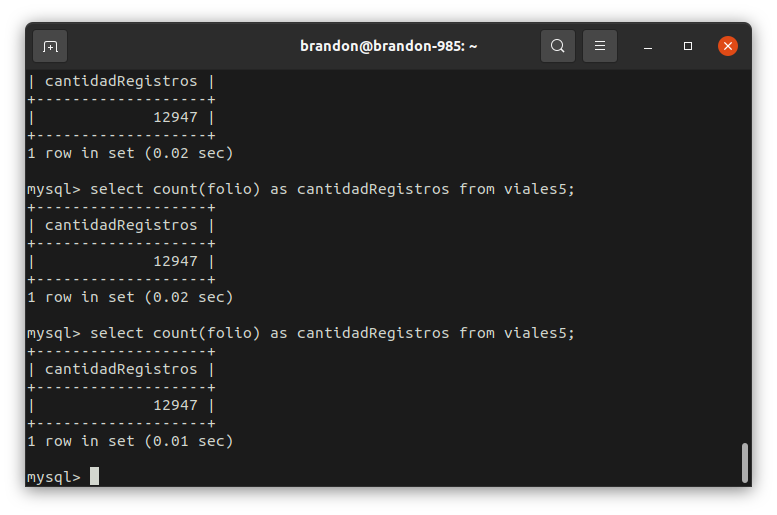 brandon@brandon-985: ~
| cantidadRegistros |
+-------------------+
|             12947 |
+-------------------+
1 row in set (0.02 sec)
mysql> select count(folio) as cantidadRegistros from viales5;
+-------------------+
| cantidadRegistros |
+-------------------+
|             12947 |
+-------------------+
1 row in set (0.02 sec)
mysql> select count(folio) as cantidadRegistros from viales5;
+-------------------+
| cantidadRegistros |
+-------------------+
|             12947 |
+-------------------+
1 row in set (0.01 sec)
mysql>